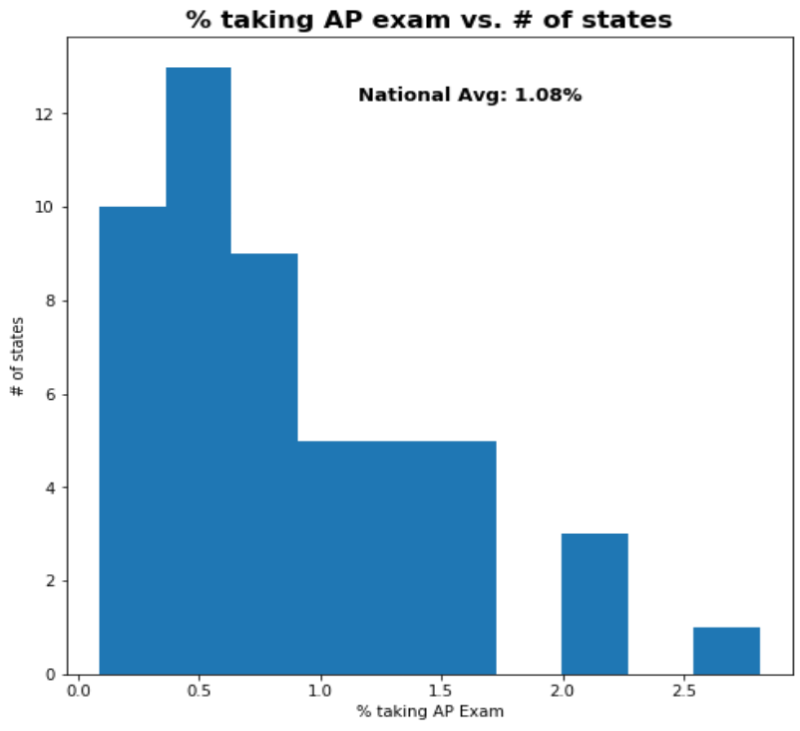 % taking AP exam vs. # of states
National Avg: 1.08%
12
10
8
6
4
2
0
# of states
0.0 0.5 1.0 1.5 2.0 2.5
% taking AP Exam